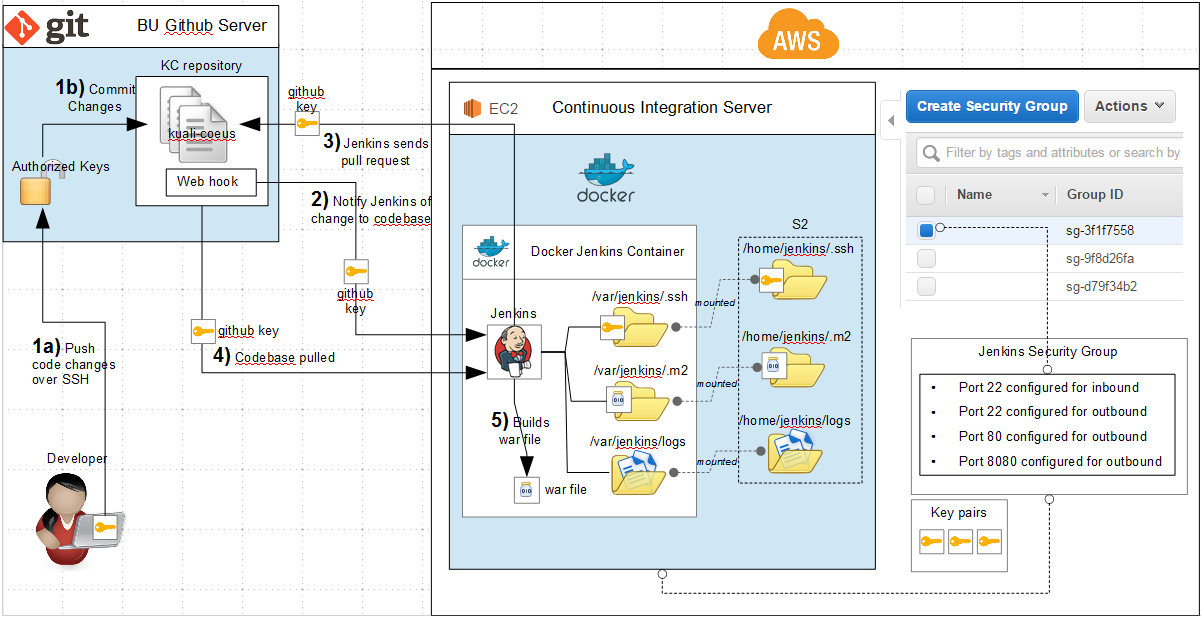 git
BU Github Server
KC repository
1b) Commit
Changes
kuali-coeus
Web hook
Authorized Keys
github
key
3) Jenkins sends
pull request
2) Notify Jenkins of
change to codebase
github
key
github key
4) Codebase pulled
1a) Push
code changes
over SSH
Developer
AWS
EC2
Continuous Integration Server
docker
docker
Docker Jenkins Container
Jenkins
5) Builds
war file
war file
/var/jenkins/.ssh
/var/jenkins/.m2
/var/jenkins/logs
mounted
mounted
mounted
S2
/home/jenkins/.ssh
/home/jenkins/.m2
/home/jenkins/logs
Create Security Group
Actions
Filter by tags and attributes or search by
Name
Group ID
sg-3f1f7558
sg-9f8d26fa
sg-d79f34b2
Jenkins Security Group
• Port 22 configured for inbound
• Port 22 configured for outbound
• Port 80 configured for outbound
• Port 8080 configured for outbound
Key pairs